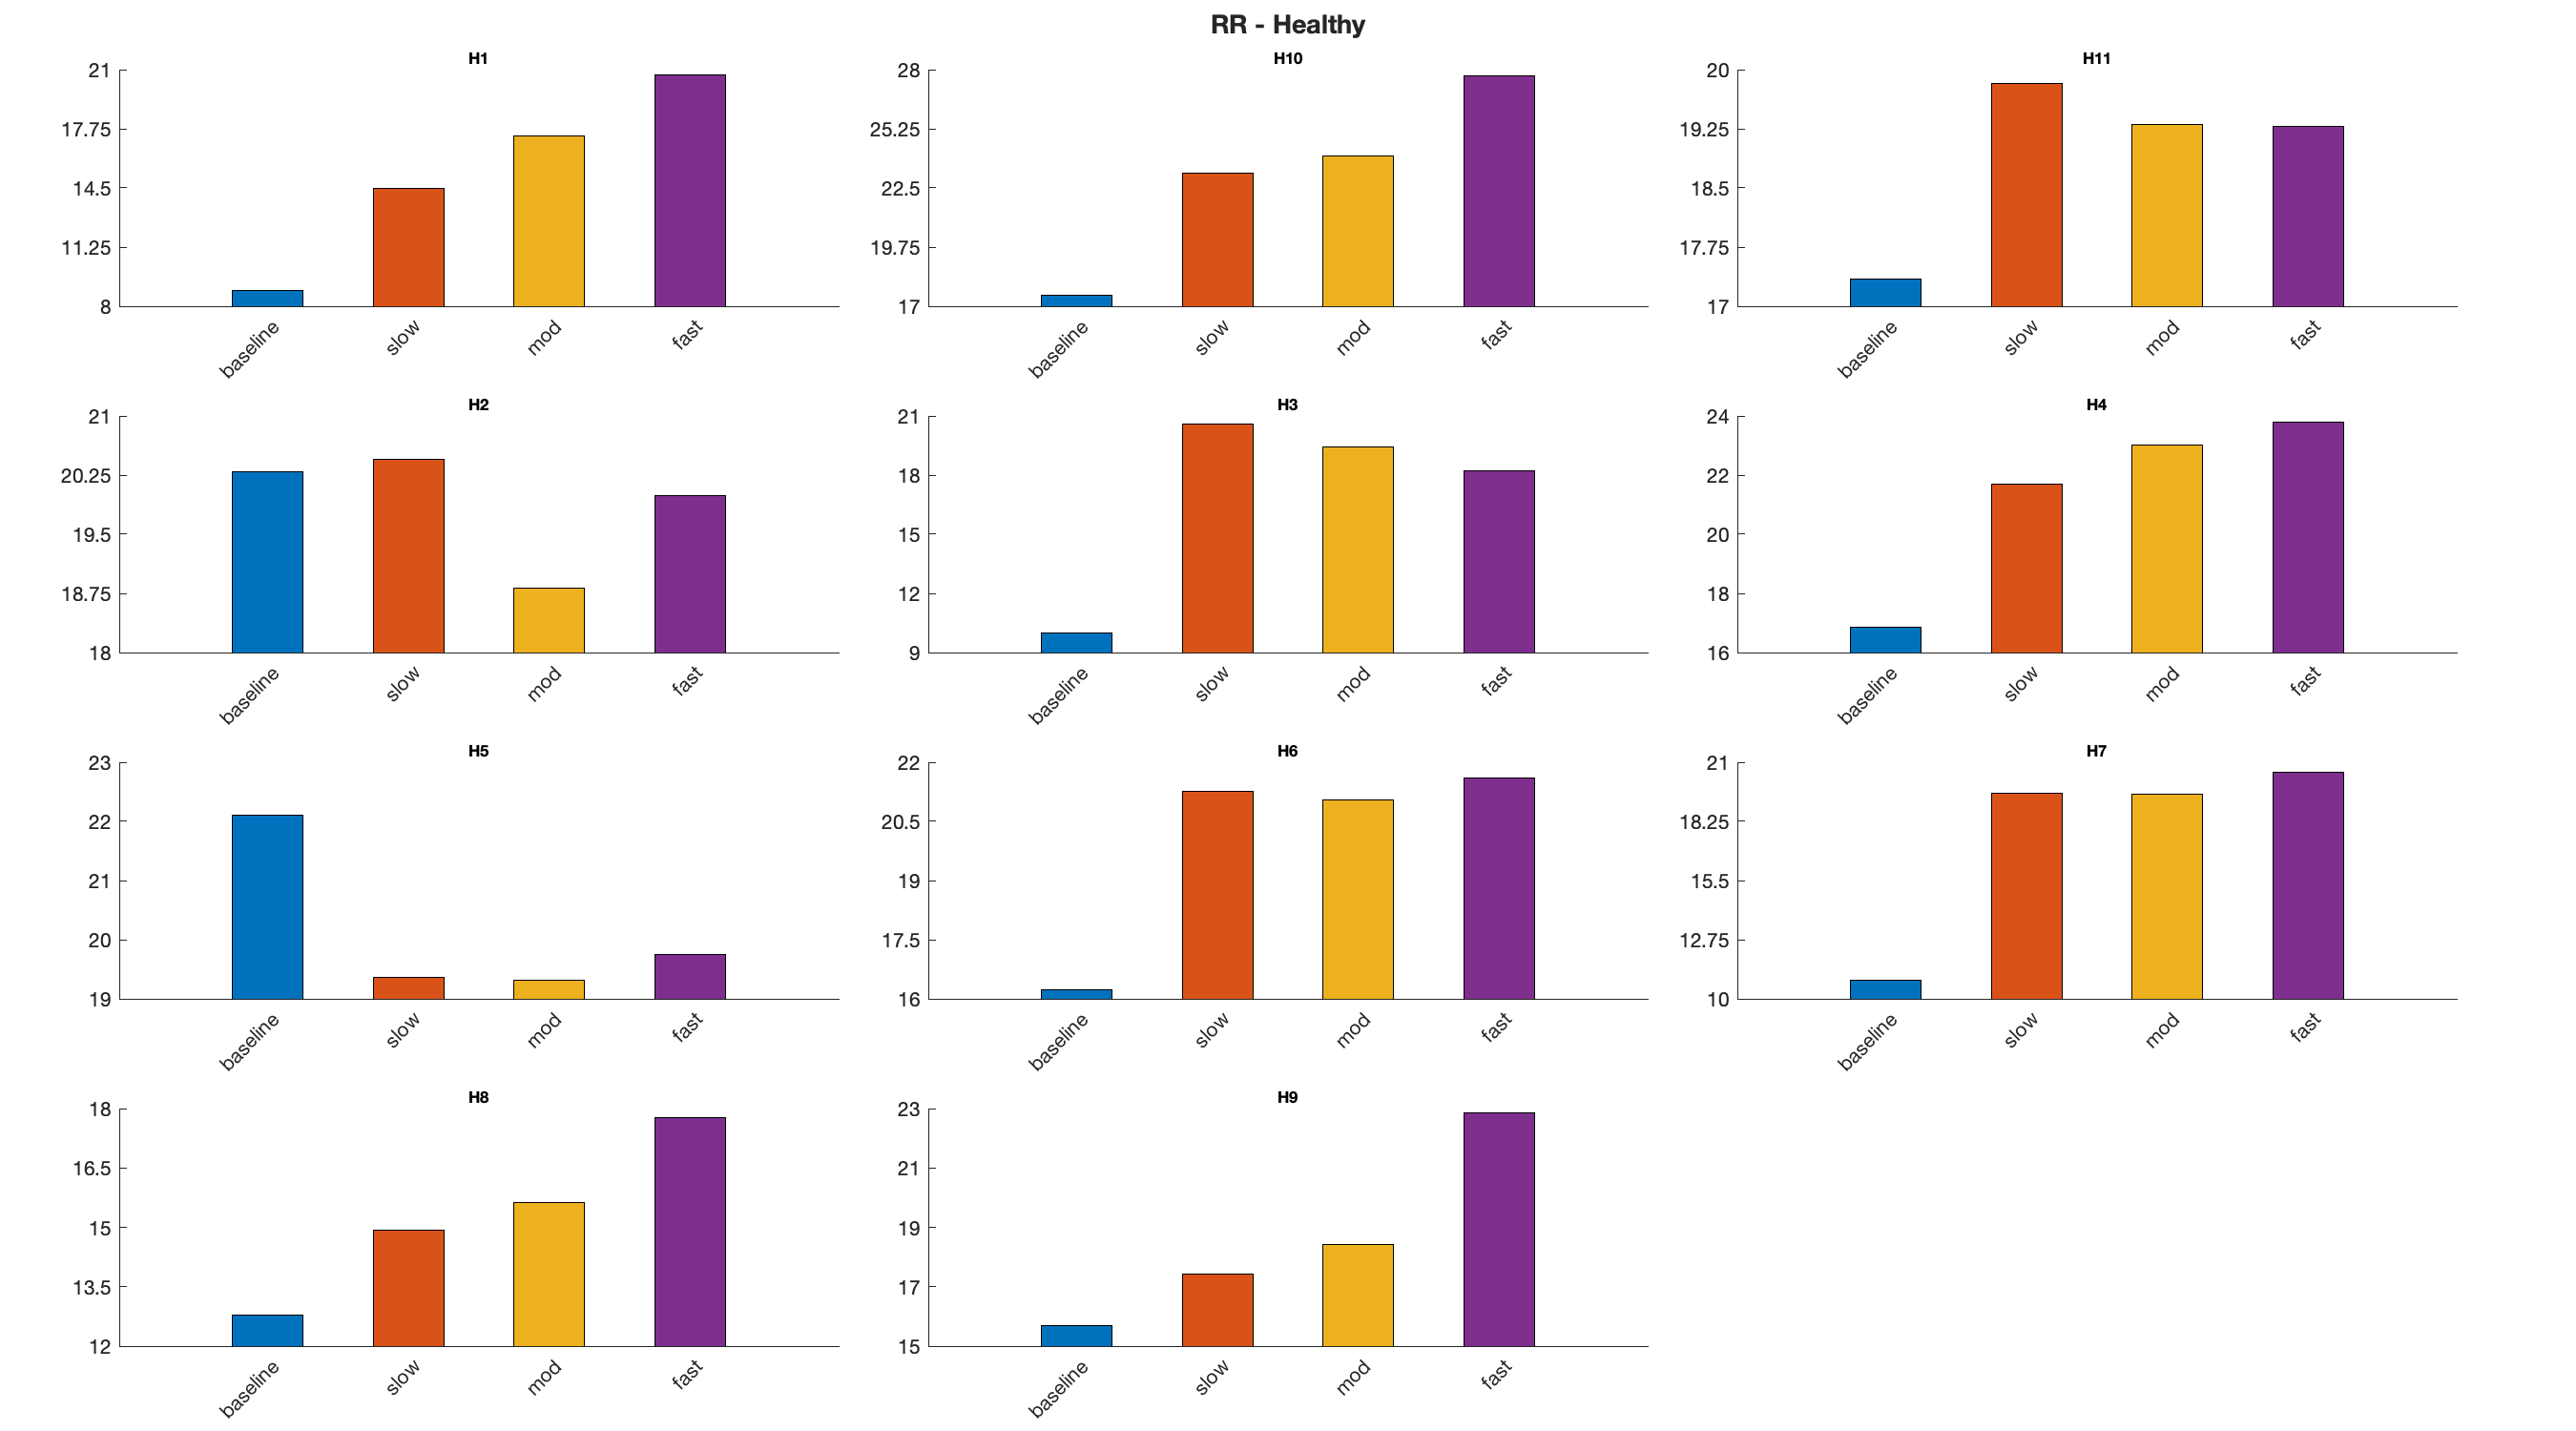 RR - Healthy
H1
21
17.75
14.5
11.25
8
baseline
slow
mod
fast
H10
28
25.25
22.5
19.75
17
baseline
slow
mod
fast
H11
20
19.25
18.5
17.75
17
baseline
slow
mod
fast
H2
21
20.25
19.5
18.75
18
baseline
slow
mod
fast
H3
21
18
15
12
9
baseline
slow
mod
fast
H4
24
22
20
18
16
baseline
slow
mod
fast
H5
23
22
21
20
19
baseline
slow
mod
fast
H6
22
20.5
19
17.5
16
baseline
slow
mod
fast
H7
21
18.25
15.5
12.75
10
baseline
slow
mod
fast
H8
18
16.5
15
13.5
12
baseline
slow
mod
fast
H9
23
21
19
17
15
baseline
slow
mod
fast